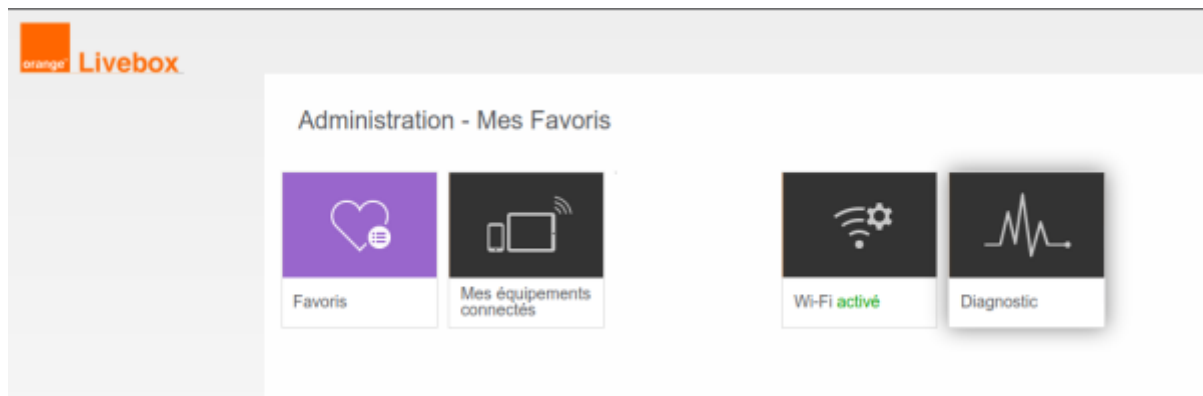 orange
Livebox
Administration - Mes Favoris
Favoris
Mes équipements
connectés
Wi-Fi activé
Diagnostic